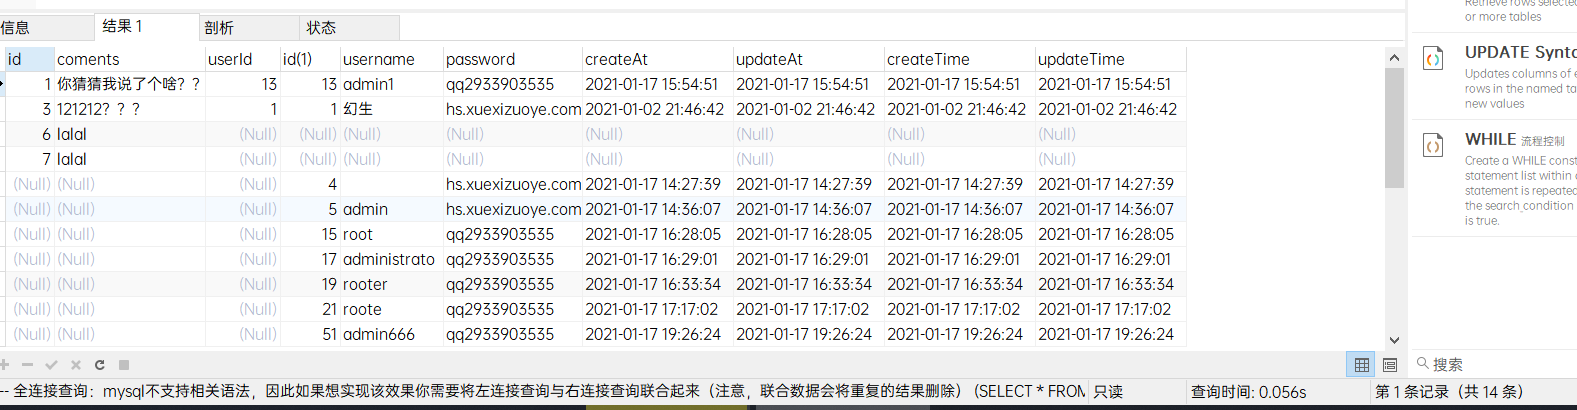 信息 结果 1 剖析 状态
id coments userId id(1) username password createAt updateAt createTime updateTime
1 你猜猜我说了个啥？？ 13 13 admin1 qq2933903535 2021-01-17 15:54:51 2021-01-17 15:54:51 2021-01-17 15:54:51 2021-01-17 15:54:51
3 121212？？？ 1 1 幻生 hs.xuexizuoye.com 2021-01-02 21:46:42 2021-01-02 21:46:42 2021-01-02 21:46:42 2021-01-02 21:46:42
6 lalal (Null) (Null) (Null) (Null) (Null) (Null) (Null) (Null)
7 lalal (Null) (Null) (Null) (Null) (Null) (Null) (Null) (Null)
(Null) (Null) (Null) 4 hs.xuexizuoye.com 2021-01-17 14:27:39 2021-01-17 14:27:39 2021-01-17 14:27:39 2021-01-17 14:27:39
(Null) (Null) (Null) 5 admin hs.xuexizuoye.com 2021-01-17 14:36:07 2021-01-17 14:36:07 2021-01-17 14:36:07 2021-01-17 14:36:07
(Null) (Null) (Null) 15 root qq2933903535 2021-01-17 16:28:05 2021-01-17 16:28:05 2021-01-17 16:28:05 2021-01-17 16:28:05
(Null) (Null) (Null) 17 administrato qq2933903535 2021-01-17 16:29:01 2021-01-17 16:29:01 2021-01-17 16:29:01 2021-01-17 16:29:01
(Null) (Null) (Null) 19 rooter qq2933903535 2021-01-17 16:33:34 2021-01-17 16:33:34 2021-01-17 16:33:34 2021-01-17 16:33:34
(Null) (Null) (Null) 21 roote qq2933903535 2021-01-17 17:17:02 2021-01-17 17:17:02 2021-01-17 17:17:02 2021-01-17 17:17:02
(Null) (Null) (Null) 51 admin666 qq2933903535 2021-01-17 19:26:24 2021-01-17 19:26:24 2021-01-17 19:26:24 2021-01-17 19:26:24
-- 全连接查询：mysql不支持相关语法，因此如果想实现该效果你需要将左连接查询与右连接查询联合起来（注意，联合数据会将重复的结果删除）(SELECT * FROM 只读 查询时间: 0.056s 第 1 条记录（共 14 条）
Retrieve rows selected
or more tables
UPDATE Synta
Updates columns of e
rows in the named ta
new values
WHILE 流程控制
Create a WHILE const
statement list within a
statement is repeated
the search_condition
is true.
搜索